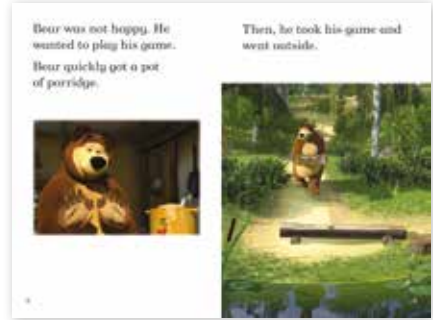 Bear was not happy. He
wanted to play his game.
Bear quickly got a pot
of porridge.
Then, he took his game and
went outside.